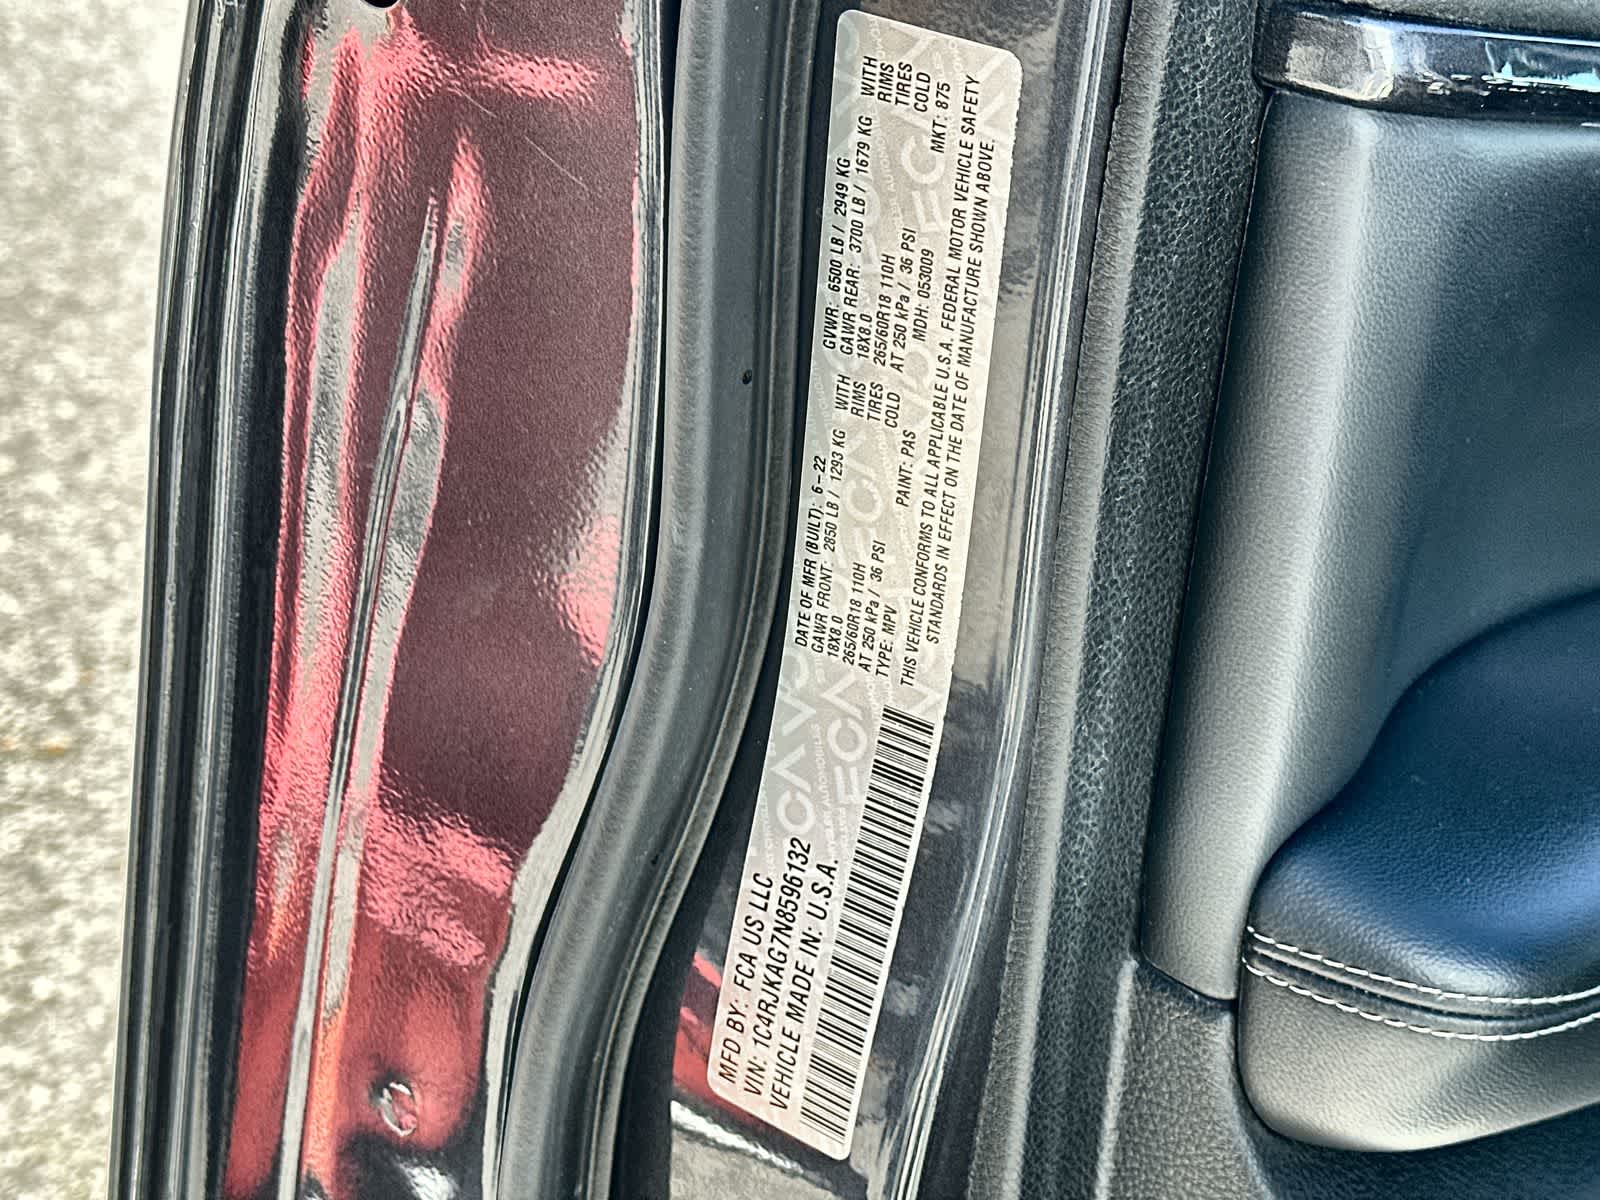 MFD BY: FCA US LLC
VIN: 1C4RJKAG7N8596132
VEHICLE MADE IN: U.S.A.
DATE OF MFR (BUILT): 6-22 GVWR: 6500 LB / 2949 KG
GAWR FRONT: 2850 LB / 1293 KG WITH GAWR REAR: 3700 LB / 1679 KG WITH
18X8.0 RIMS 18X8.0 RIMS
265/60R18 110H TIRES 265/60R18 110H TIRES
AT 250 kPa / 36 PSI COLD AT 250 kPa / 36 PSI COLD
TYPE: MPV PAINT: PAS MDH: 053009 MKT: 875
THIS VEHICLE CONFORMS TO ALL APPLICABLE U.S.A. FEDERAL MOTOR VEHICLE SAFETY
STANDARDS IN EFFECT ON THE DATE OF MANUFACTURE SHOWN ABOVE.